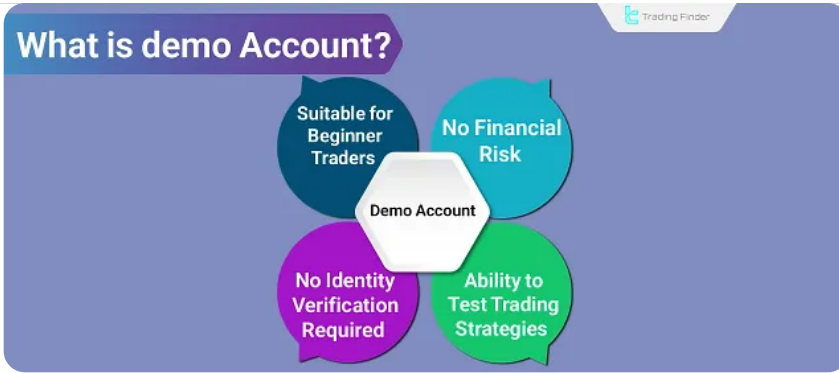 What is demo Account?
Trading Finder
Suitable for
Beginner
Traders
No Financial
Risk
Demo Account
No Identity
Verification
Required
Ability to
Test Trading
Strategies